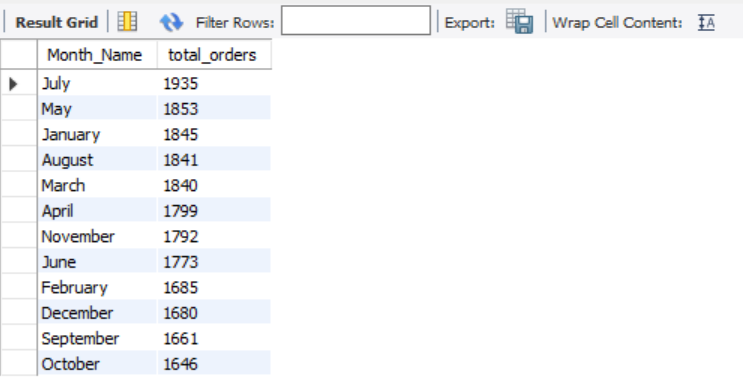 Result Grid Filter Rows: Export: Wrap Cell Content: IA
Month_Name total_orders
July 1935
May 1853
January 1845
August 1841
March 1840
April 1799
November 1792
June 1773
February 1685
December 1680
September 1661
October 1646